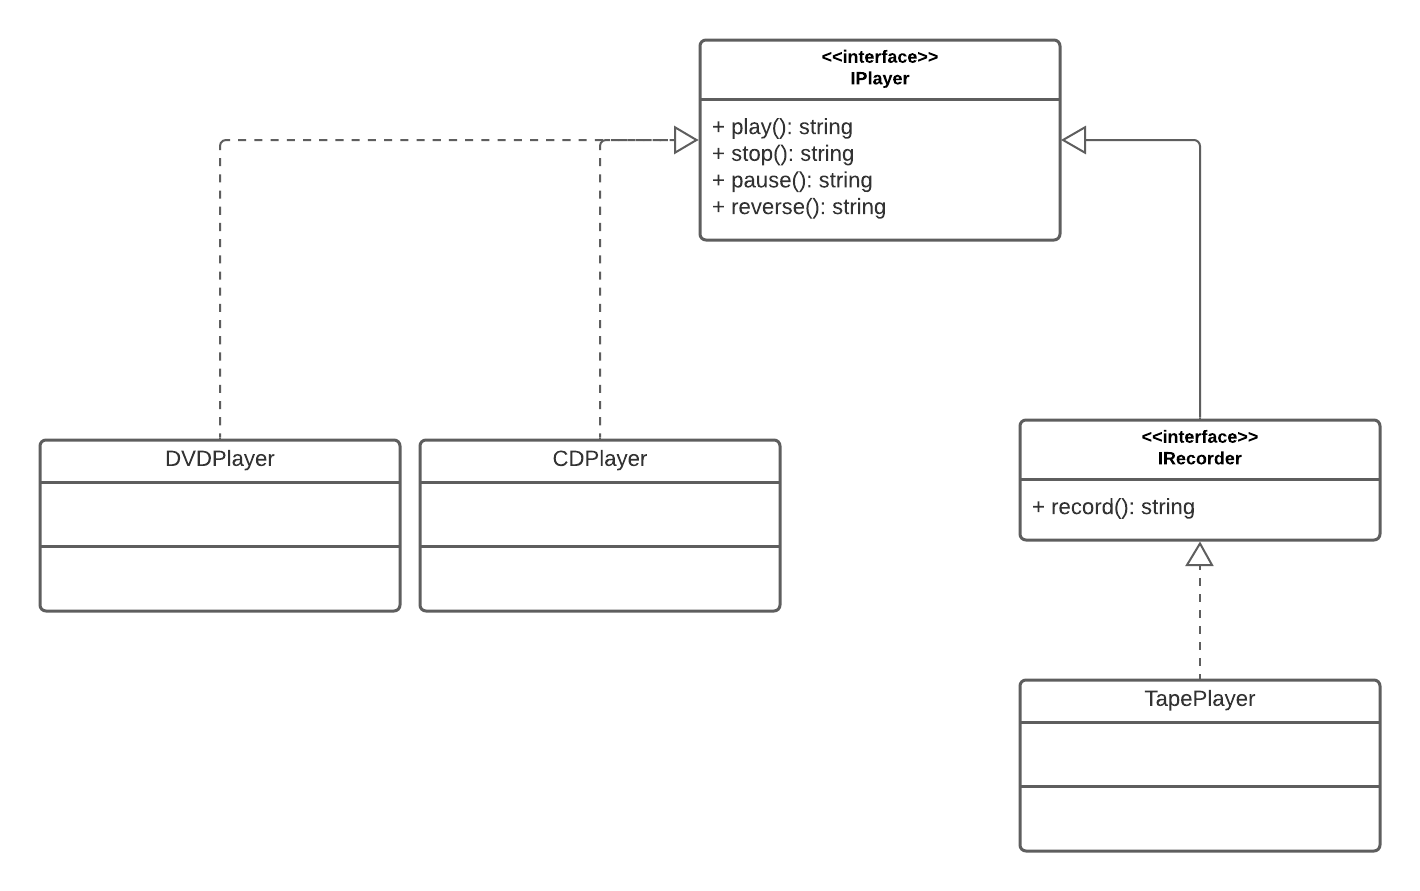 <<interface>>
IPlayer
+ play(): string
+ stop(): string
+ pause(): string
+ reverse(): string
DVDPlayer
CDPlayer
<<interface>>
IRecorder
+ record(): string
TapePlayer